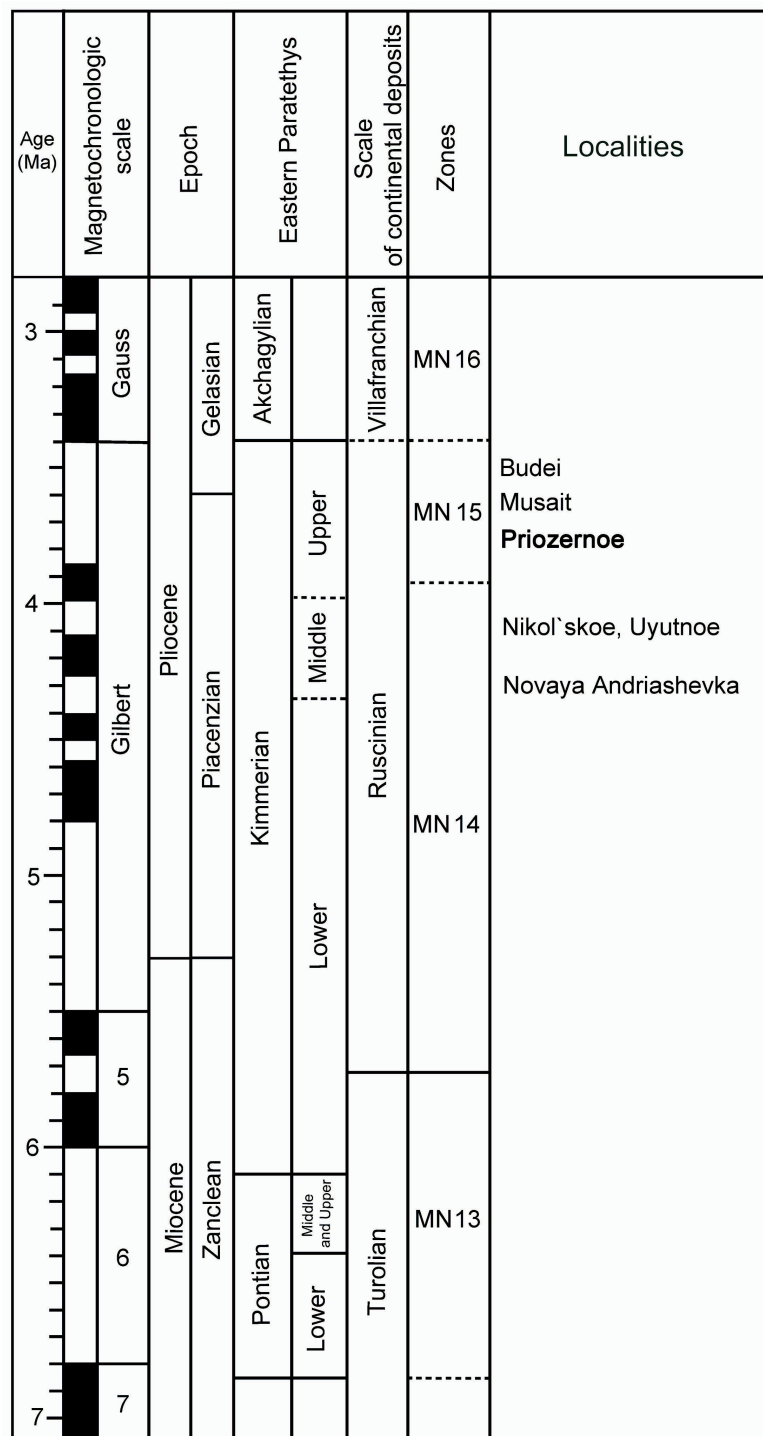 Age
(Ma)
Magnetochronologic
scale
Epoch
Eastern Paratethys
Scale
of continental deposits
Zones
Localities
3
4
5
6
7
Gauss
Gilbert
5
6
7
Pliocene
Miocene
Gelasian
Piacenzian
Zanclean
Akchagylian
Kimmerian
Pontian
Upper
Middle
Lower
Middle
and Upper
Lower
Villafranchian
Ruscinian
Turolian
MN 16
MN 15
MN 14
MN 13
Budei
Musait
Priozernoe
Nikol`skoe, Uyutnoe
Novaya Andriashevka